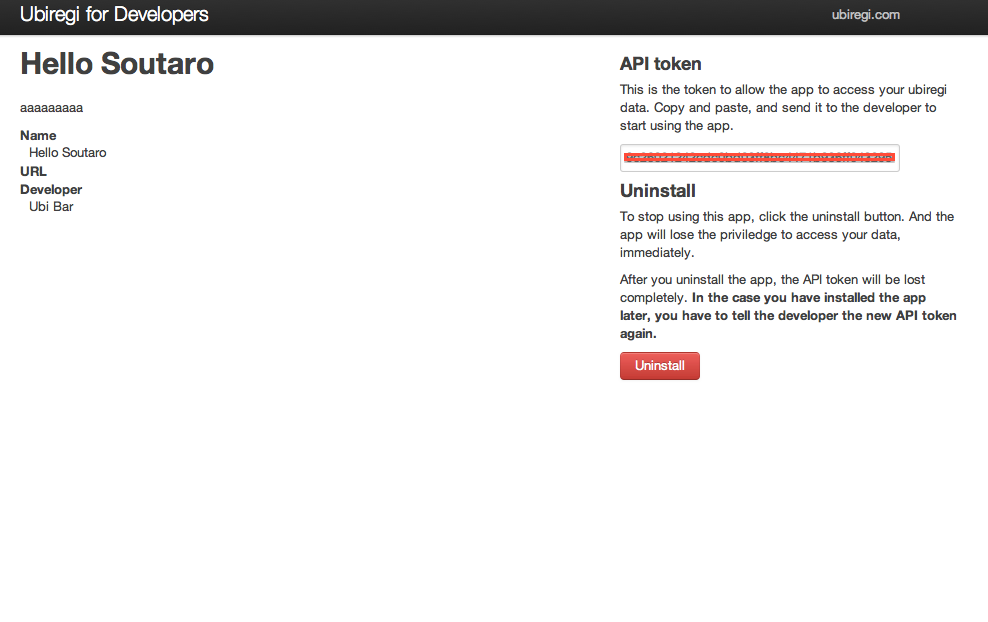 Ubiregi for Developers
ubiregi.com
Hello Soutaro
aaaaaaaaa
Name
Hello Soutaro
URL
Developer
Ubi Bar
API token
This is the token to allow the app to access your ubiregi
data. Copy and paste, and send it to the developer to
start using the app.
Uninstall
To stop using this app, click the uninstall button. And the
app will lose the priviledge to access your data,
immediately.
After you uninstall the app, the API token will be lost
completely. In the case you have installed the app
later, you have to tell the developer the new API token
again.
Uninstall